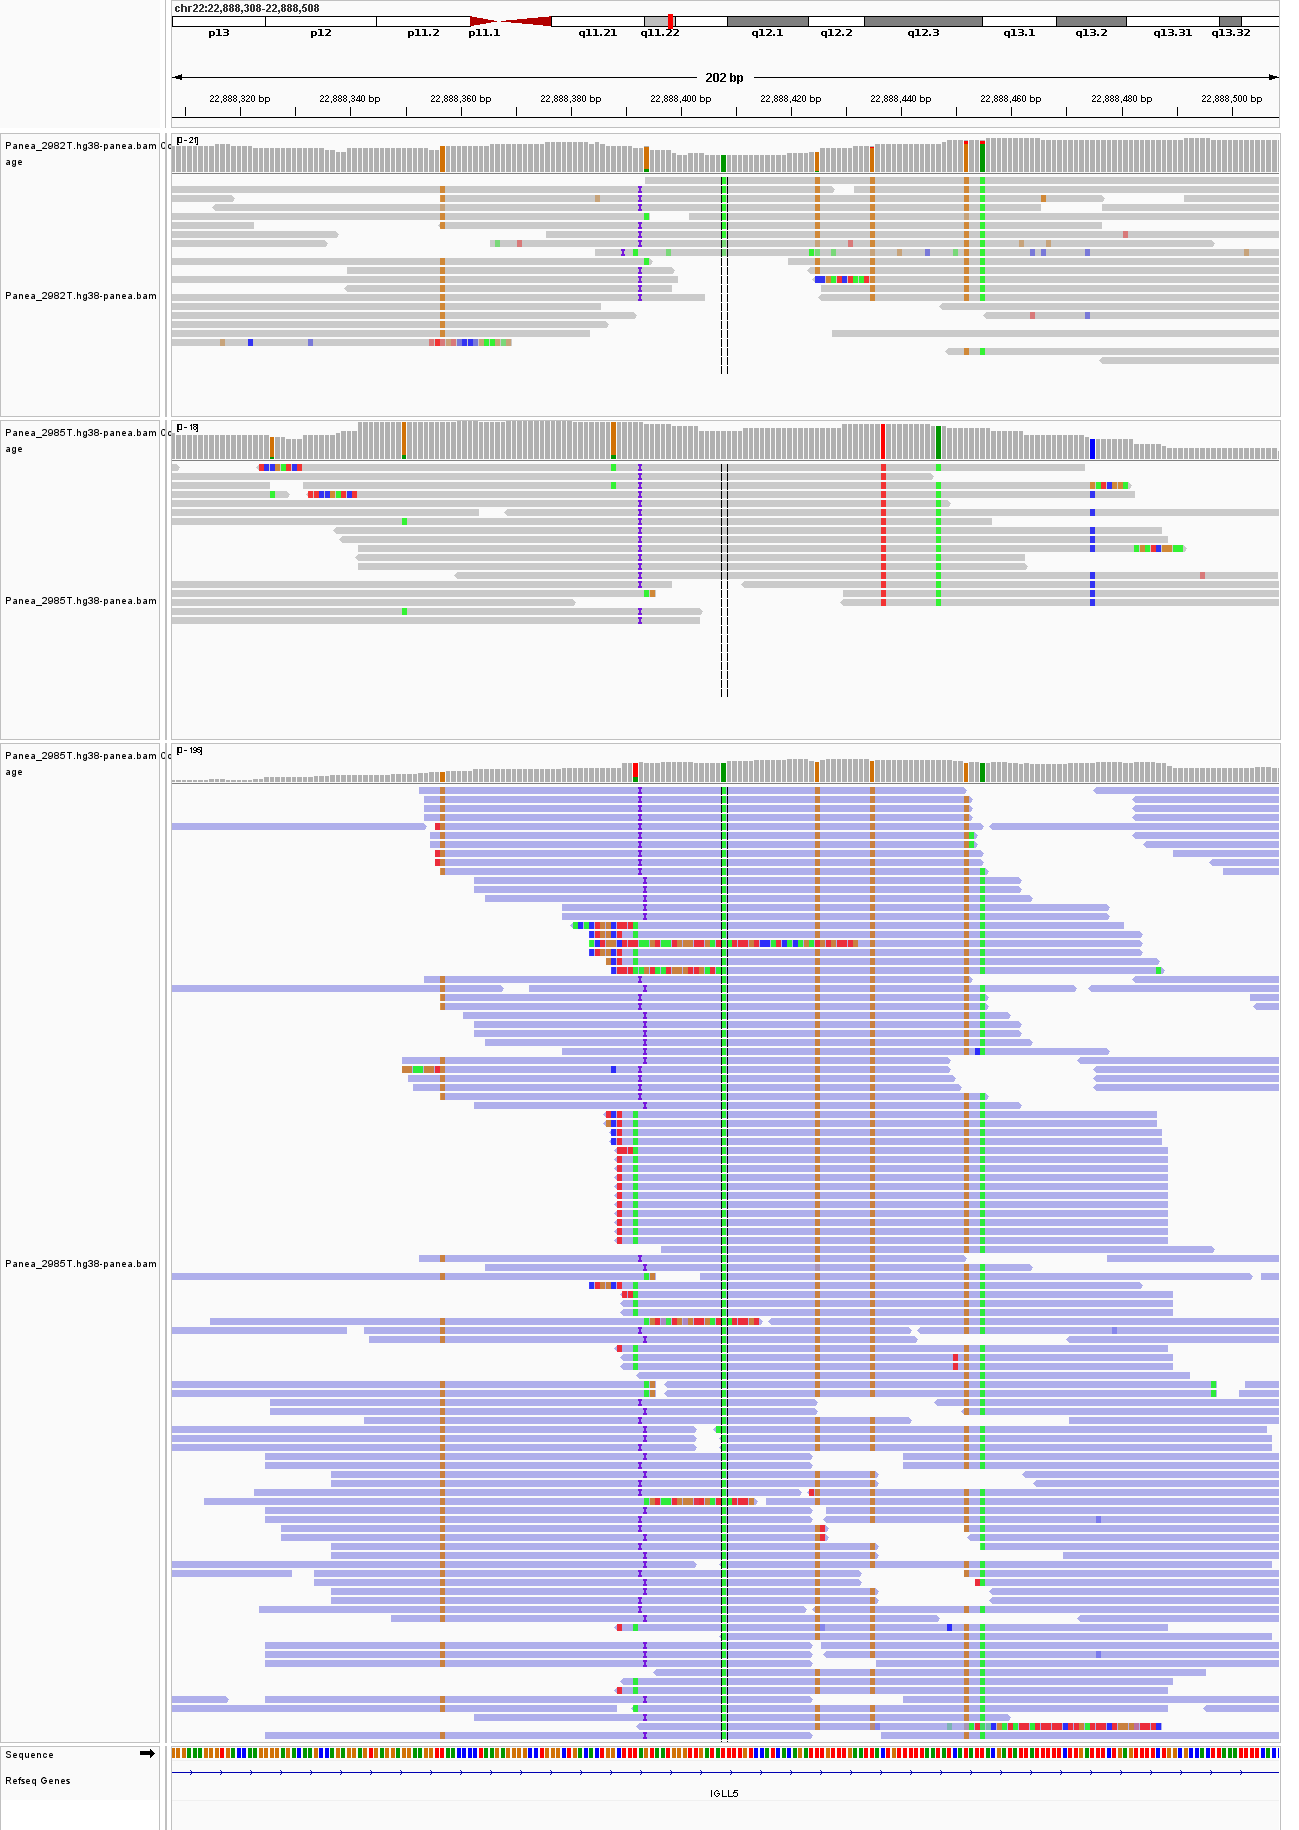 chr22:22,888,308-22,888,508
p13 p12 p11.2 p11.1 q11.21 q11.22 q12.1 q12.2 q12.3 q13.1 q13.2 q13.31 q13.32
202 bp
22,888,320 bp 22,888,340 bp 22,888,360 bp 22,888,380 bp 22,888,400 bp 22,888,420 bp 22,888,440 bp 22,888,460 bp 22,888,480 bp 22,888,500 bp
Panea_2982T.hg38-panea.bam Co
age
[0 - 21]
Panea_2982T.hg38-panea.bam
Panea_2985T.hg38-panea.bam Co
age
[0 - 18]
Panea_2985T.hg38-panea.bam
Panea_2985T.hg38-panea.bam Co
age
[0 - 195]
Panea_2985T.hg38-panea.bam
Sequence
Refseq Genes
IGLL5